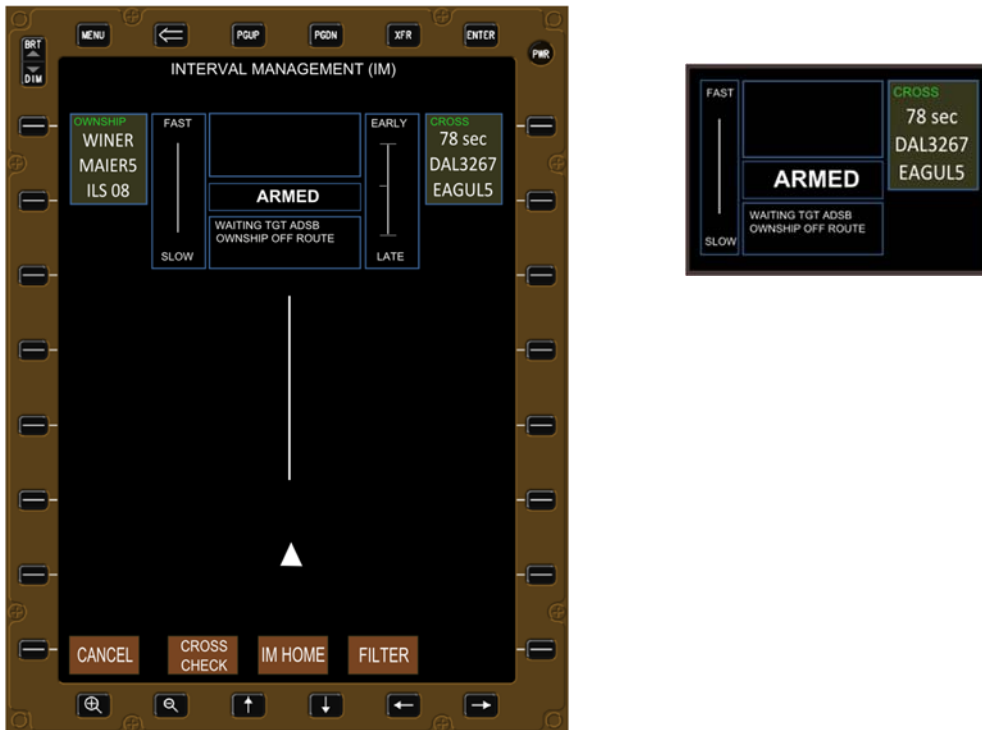 MENU
PGUP
PGDN
XFR
ENTER
BRT
DIM
PWR
INTERVAL MANAGEMENT (IM)
OWNSHIP
WINER
MAIER5
ILS 08
FAST
SLOW
ARMED
WAITING TGT ADSB
OWNSHIP OFF ROUTE
EARLY
LATE
CROSS
78 sec
DAL3267
EAGUL5
CANCEL
CROSS
CHECK
IM HOME
FILTER
FAST
SLOW
ARMED
WAITING TGT ADSB
OWNSHIP OFF ROUTE
CROSS
78 sec
DAL3267
EAGUL5